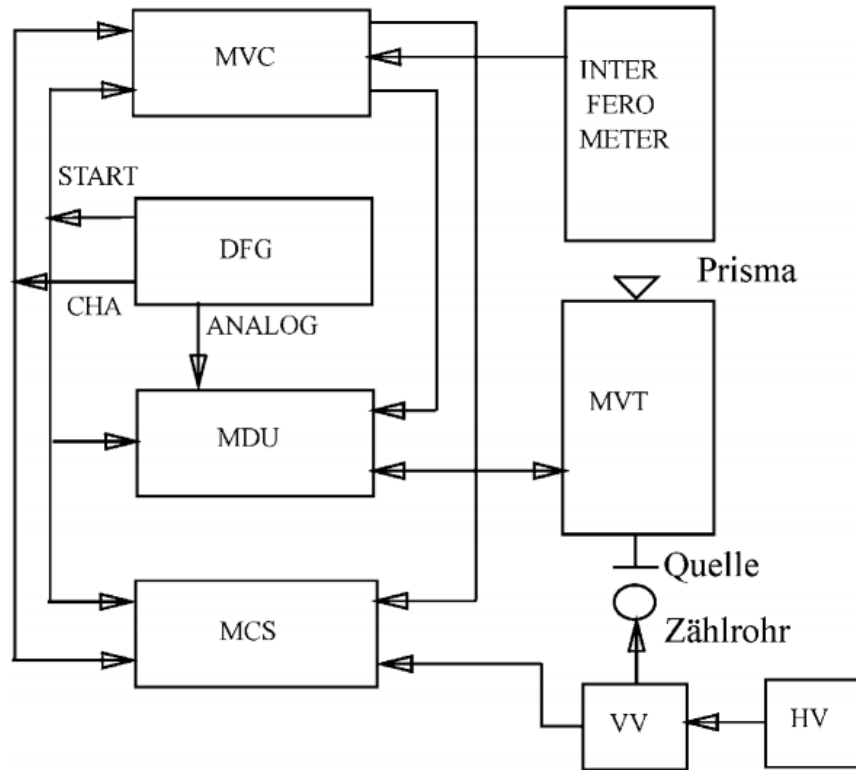 MVC
INTER
FERO
METER
START
DFG
Prisma
CHA
ANALOG
MVT
MDU
Quelle
MCS
Zählrohr
VV
HV